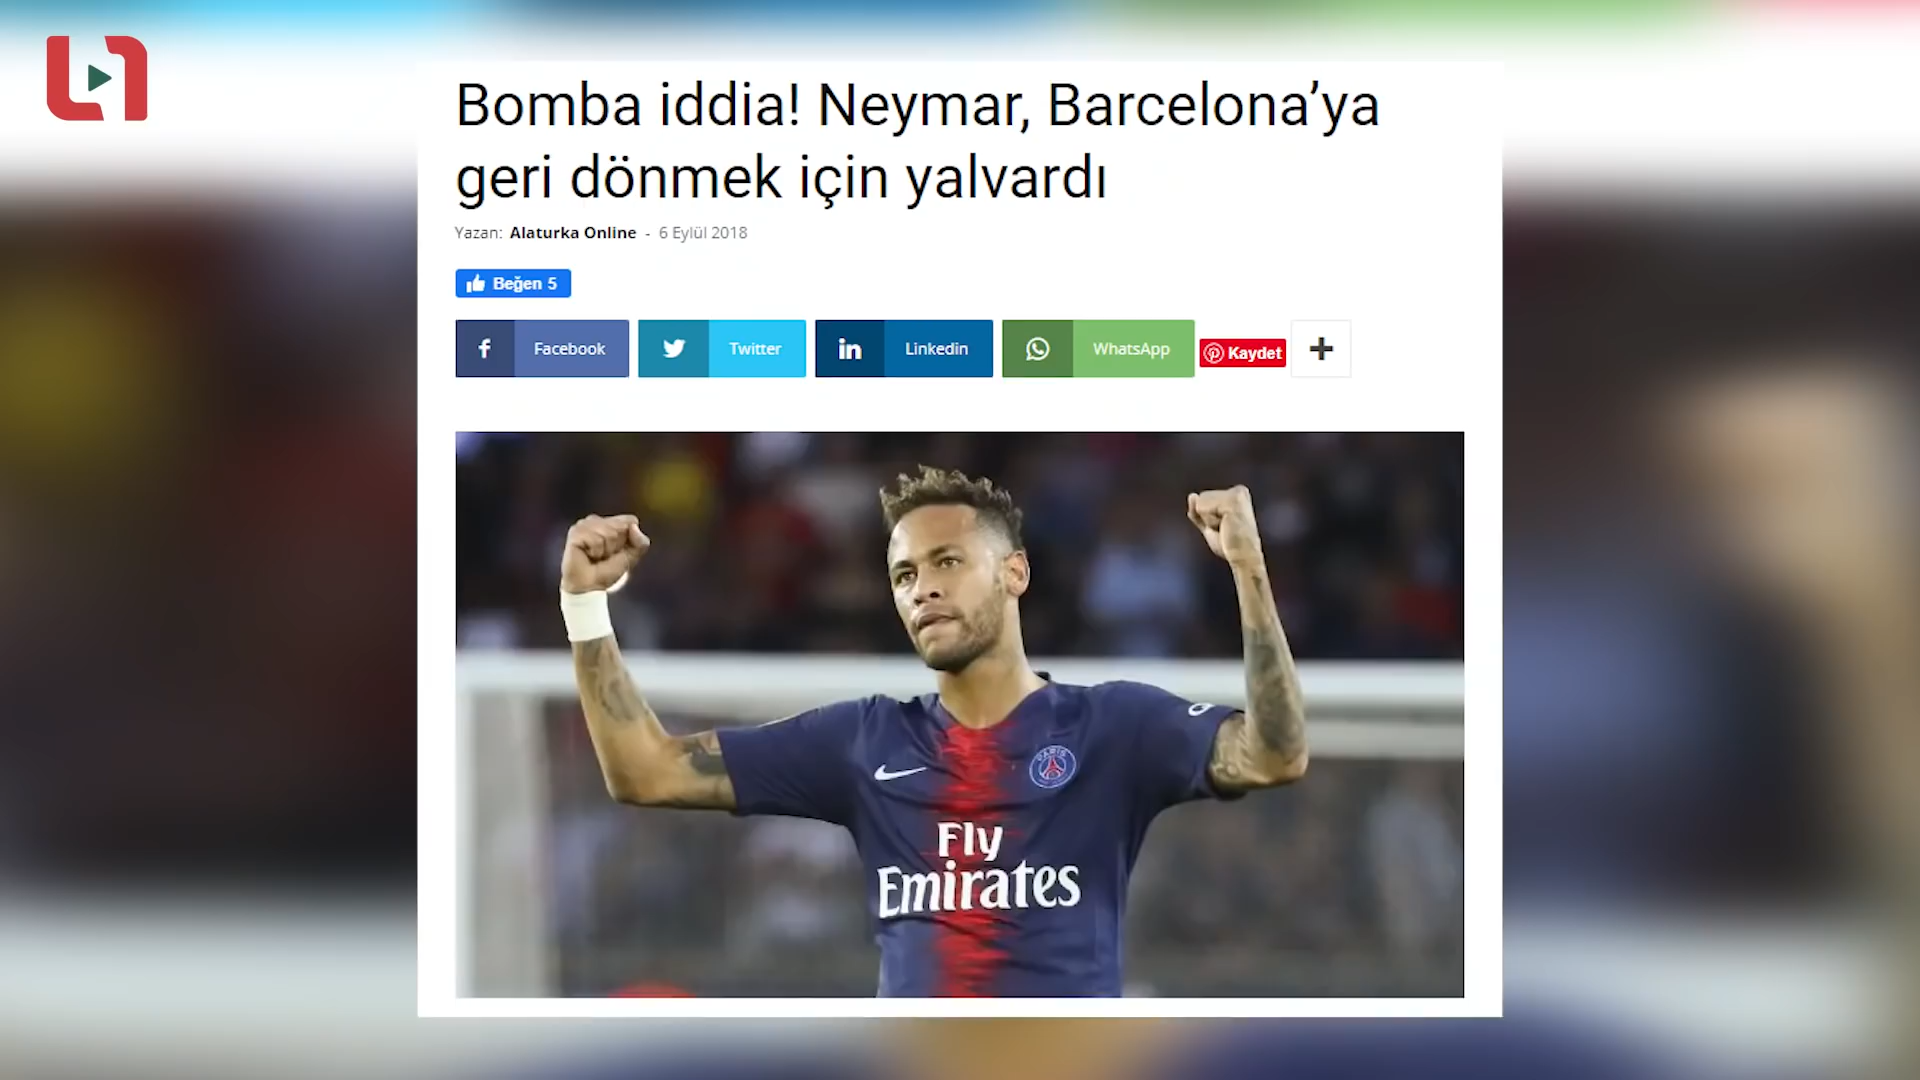 Bomba iddia! Neymar, Barcelona’ya
geri dönmek için yalvardı
Yazan: Alaturka Online - 6 Eylül 2018
Beğen 5
Facebook
Twitter
Linkedin
WhatsApp
Kaydet
PARIS
Fly
Emirates